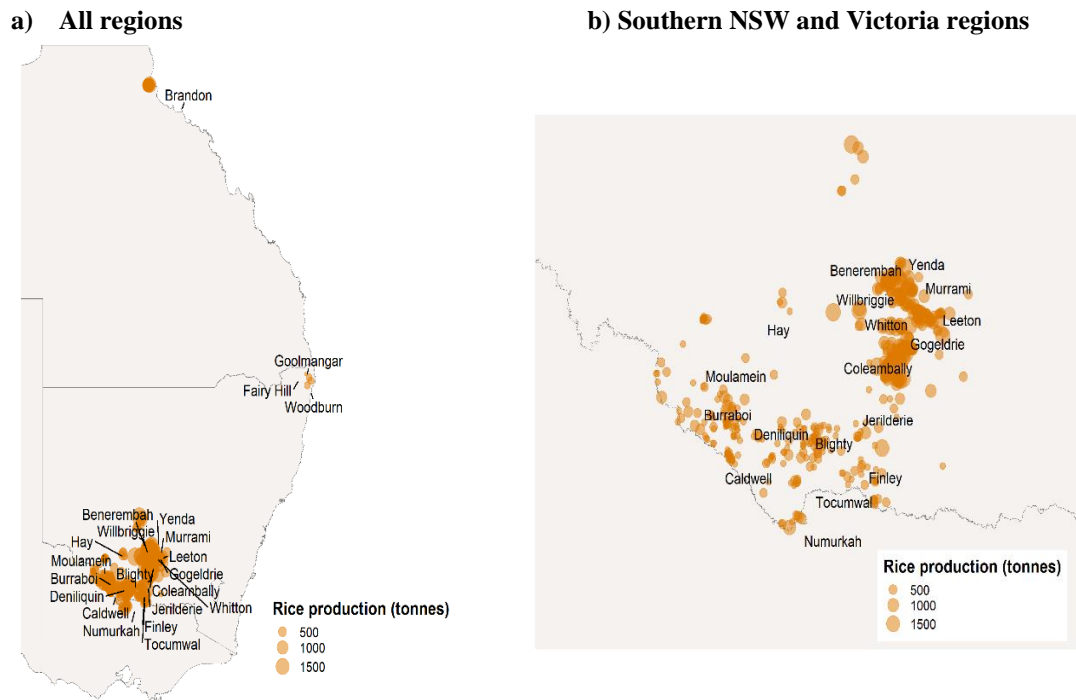 a) All regions
Brandon
Goolmangar
Fairy Hill
Woodburn
Benerembah
Yenda
Willbriggie
Murrami
Hay
Leeton
Moulamein
Blighty
Gogeldrie
Burraboi
Coleambally
Deniliquin
Whitton
Caldwell
Jerilderie
Numurkah
Finley
Tocumwal
Rice production (tonnes)
500
1000
1500
b) Southern NSW and Victoria regions
Yenda
Benerembah
Murrami
Willbriggie
Leeton
Whitton
Hay
Gogeldrie
Coleambally
Moulamein
Burraboi
Jerilderie
Deniliquin
Blighty
Caldwell
Finley
Tocumwal
Numurkah
Rice production (tonnes)
500
1000
1500